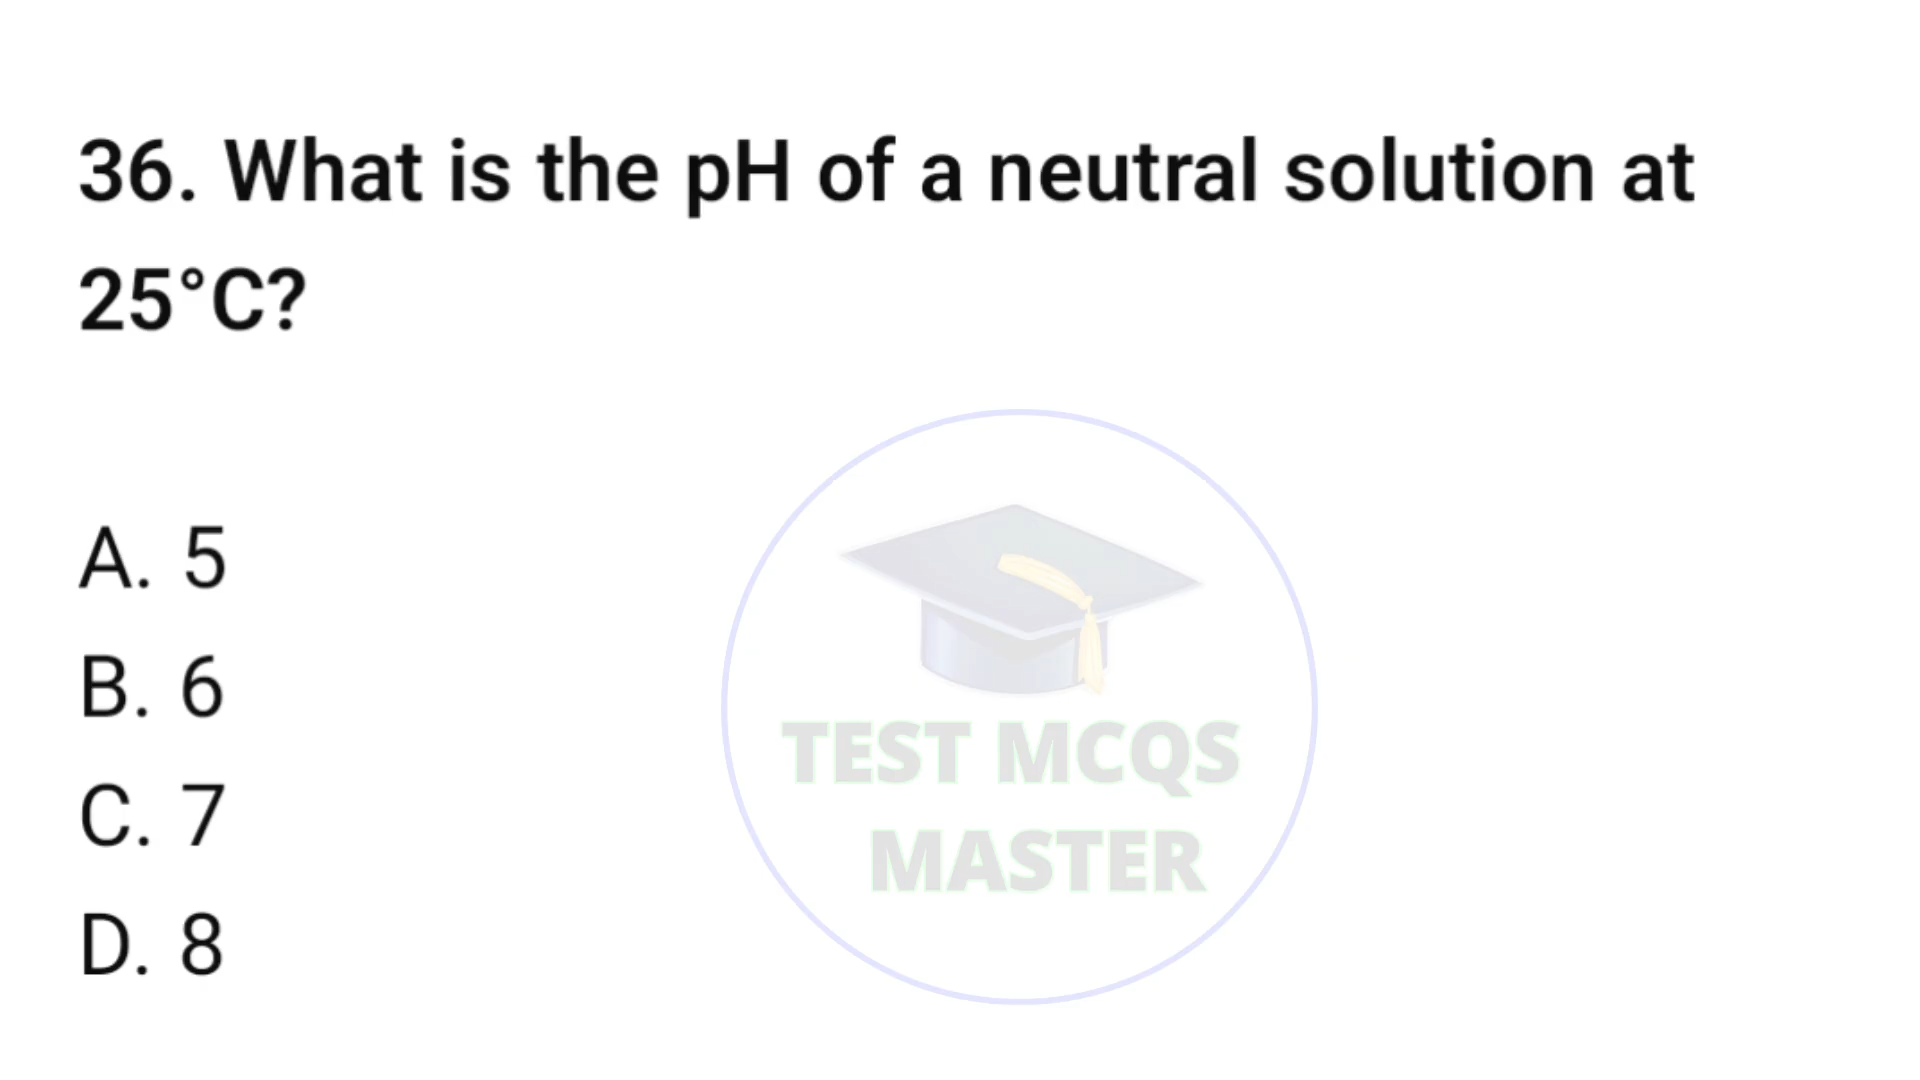 36. What is the pH of a neutral solution at
25°C?
A. 5
B. 6
C. 7
D. 8
TEST MCQS
MASTER